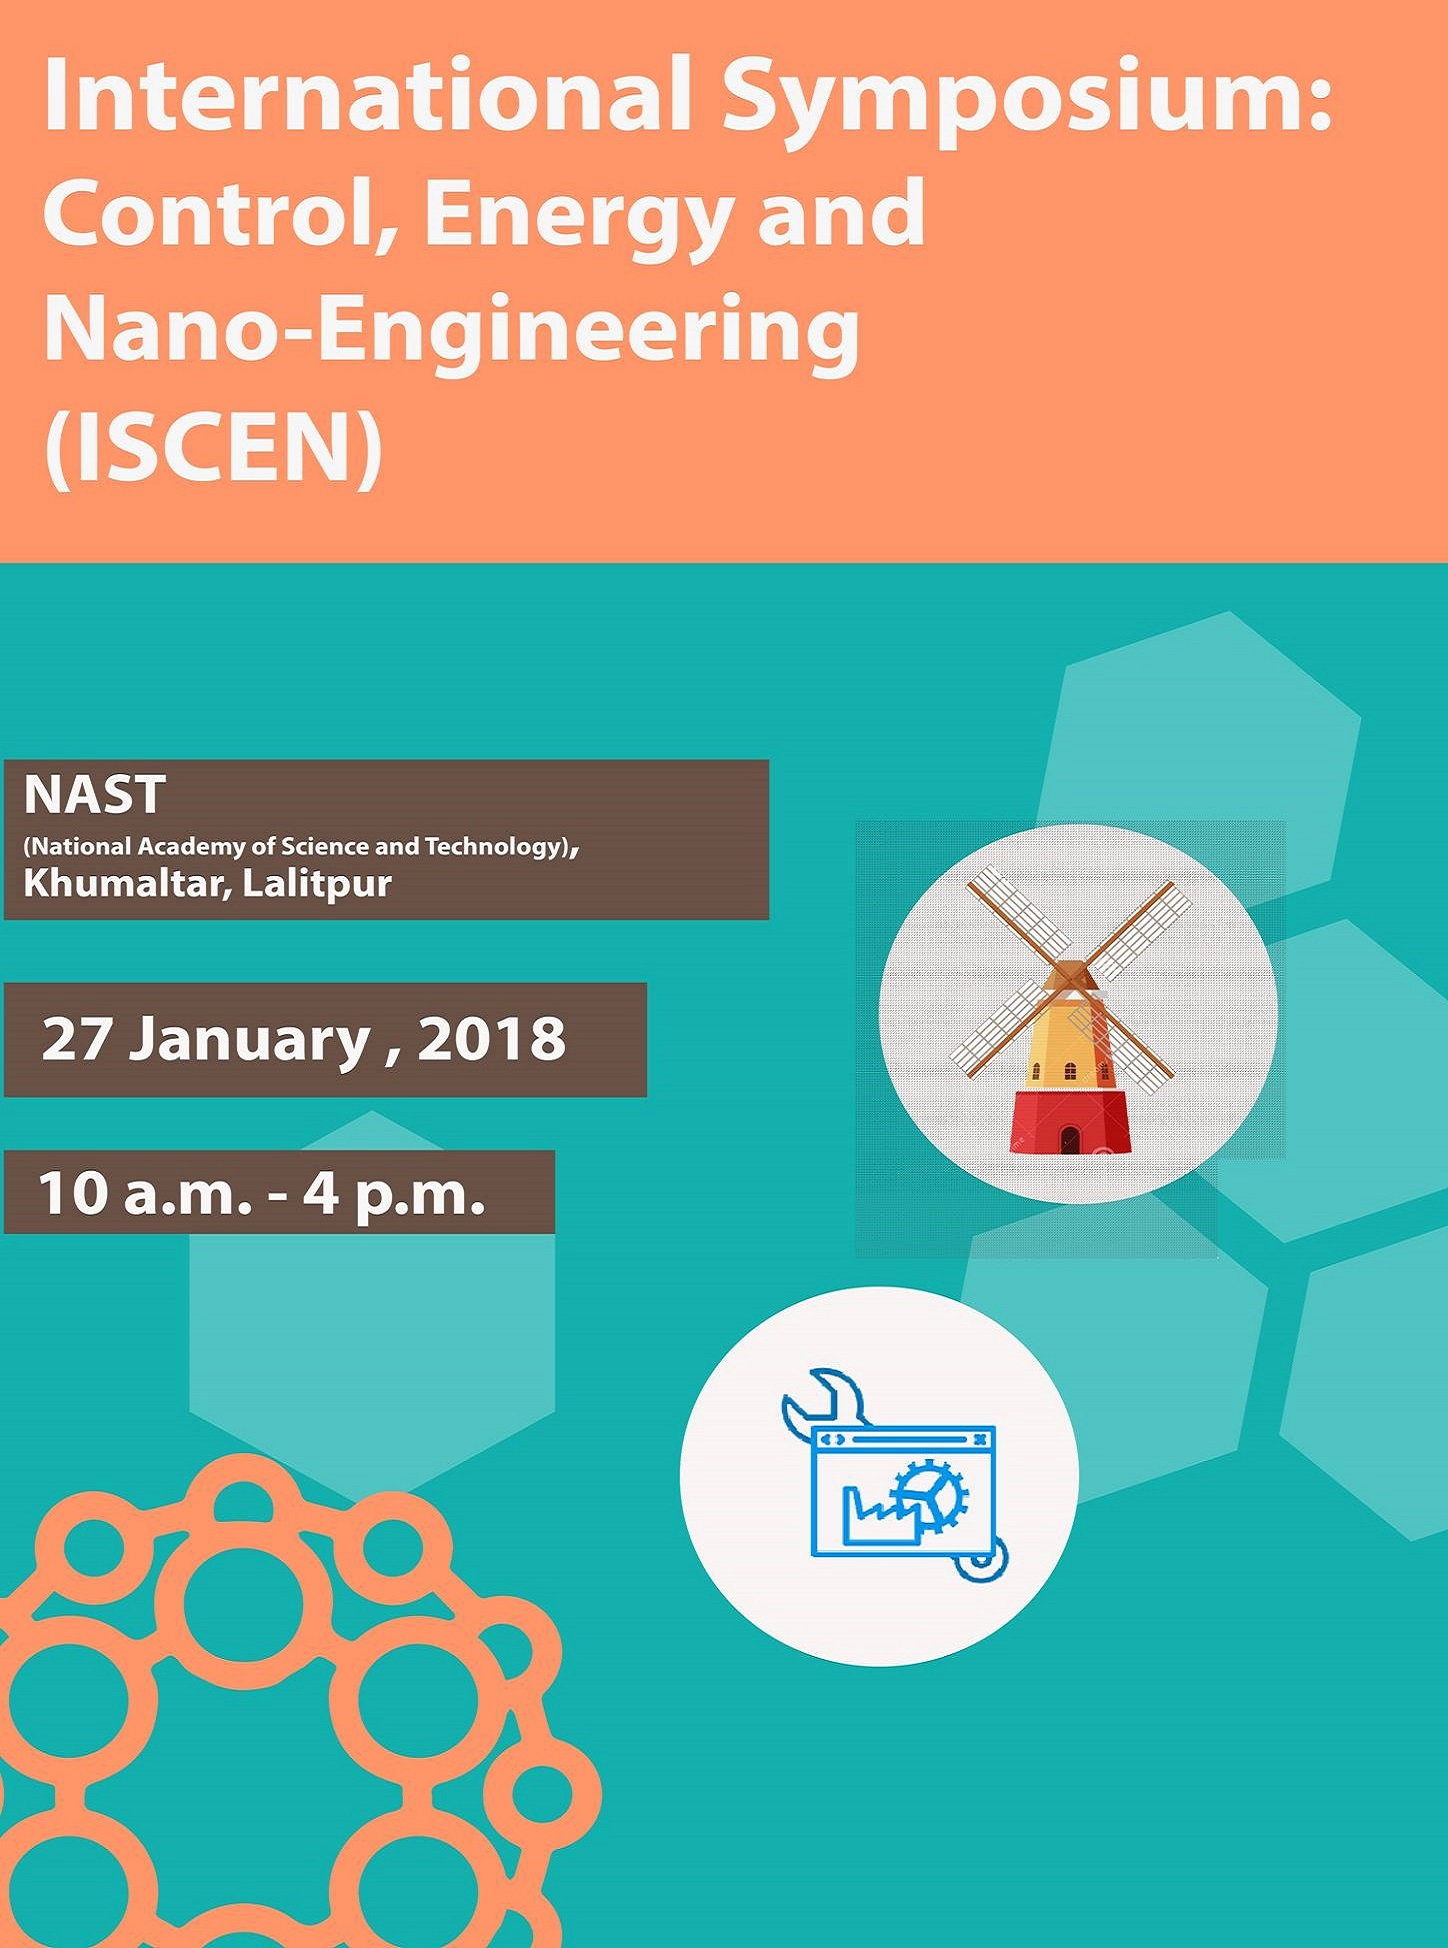 International Symposium:
Control, Energy and
Nano-Engineering
(ISCEN)
NAST
(National Academy of Science and Technology),
Khumaltar, Lalitpur
27 January , 2018
10 a.m. - 4 p.m.